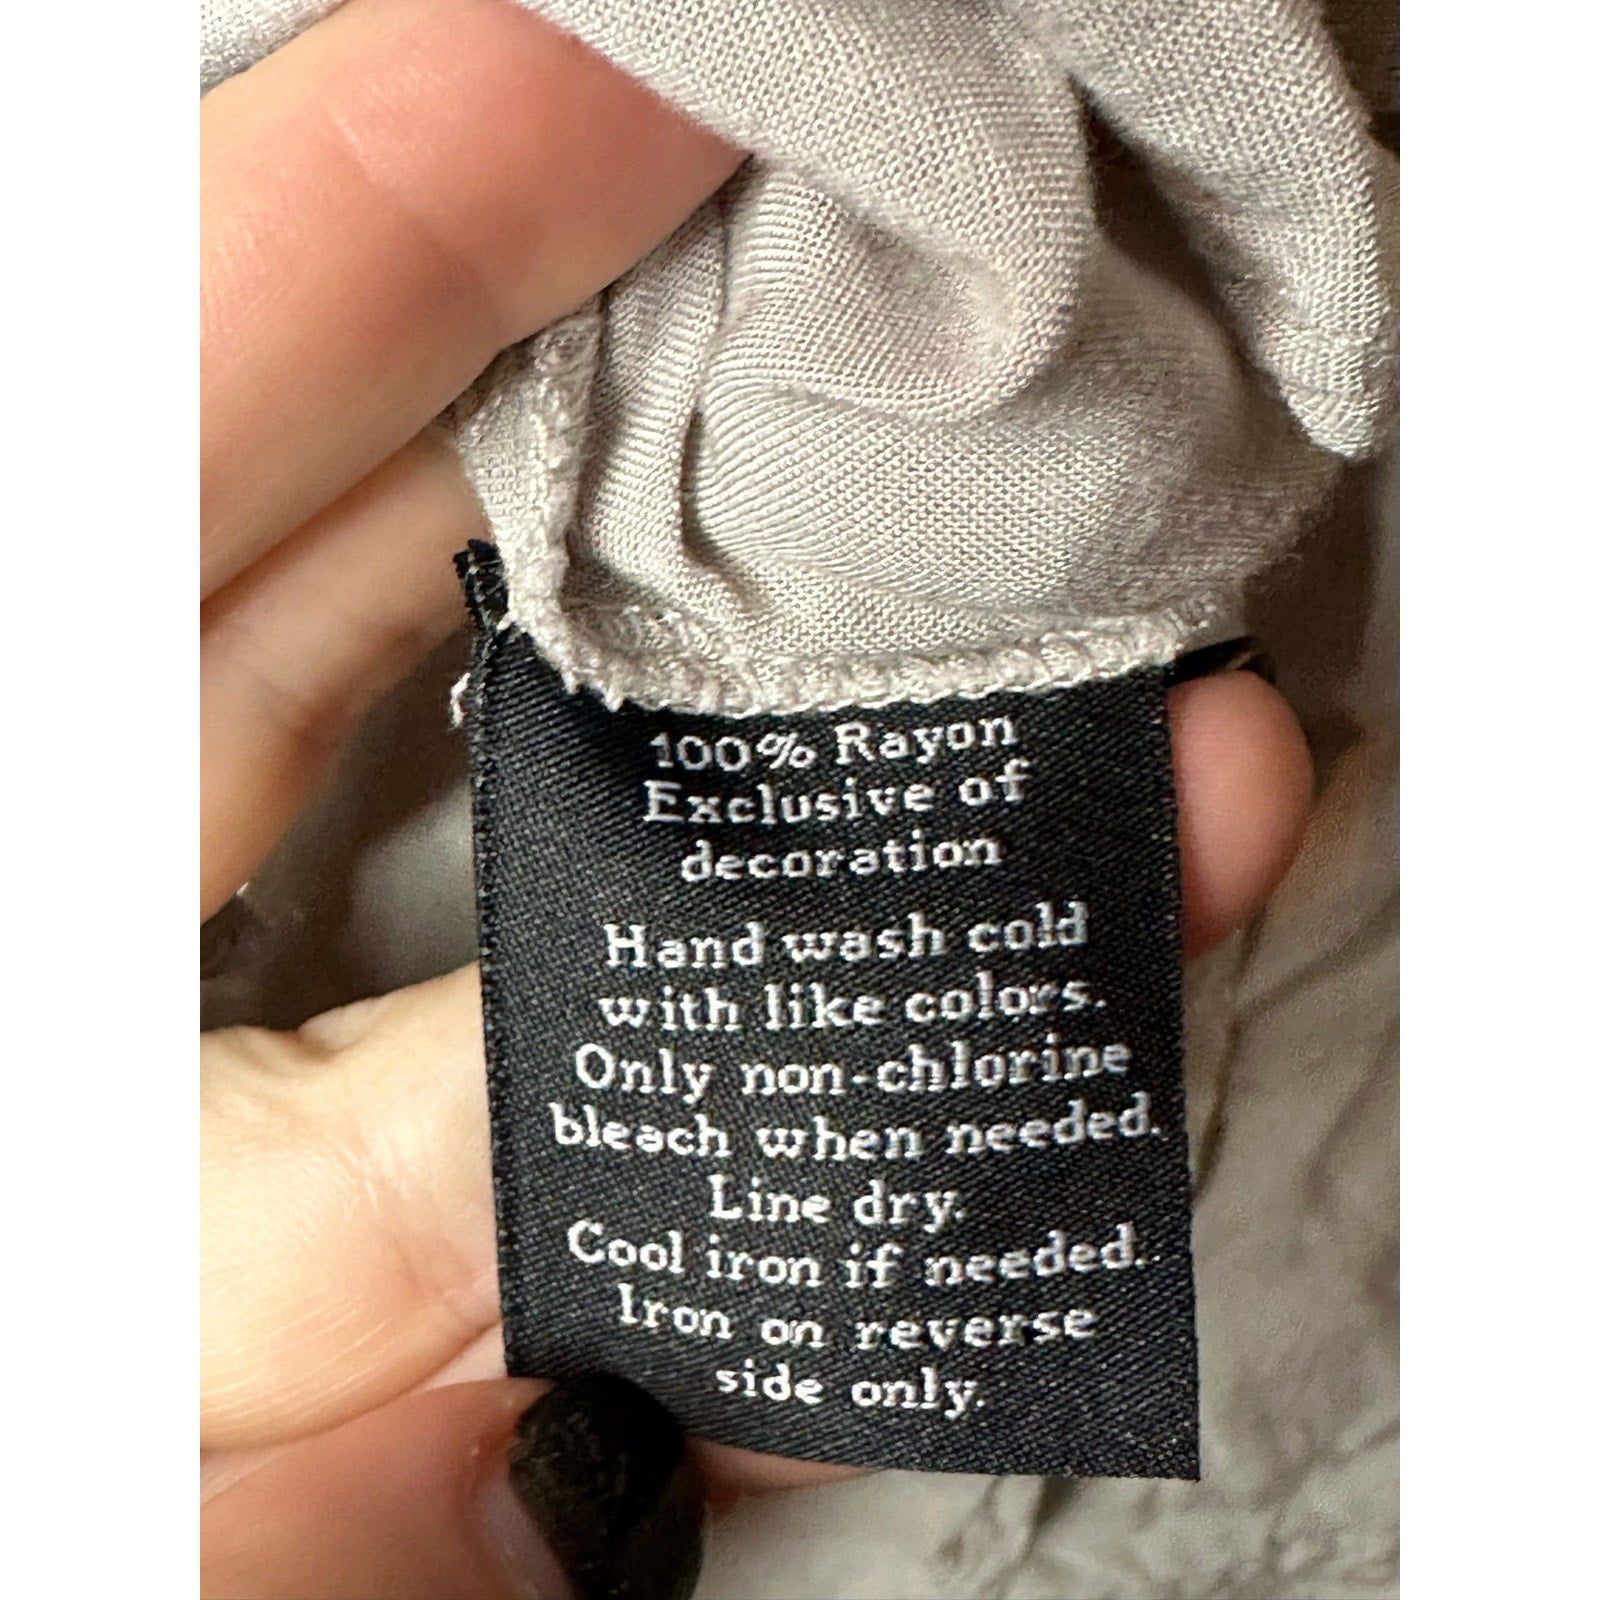 100% Rayon
Exclusive of
decoration
Hand wash cold
with like colors.
Only non-chlorine
bleach when needed.
Line dry.
Cool iron if needed.
Iron on reverse
side only.